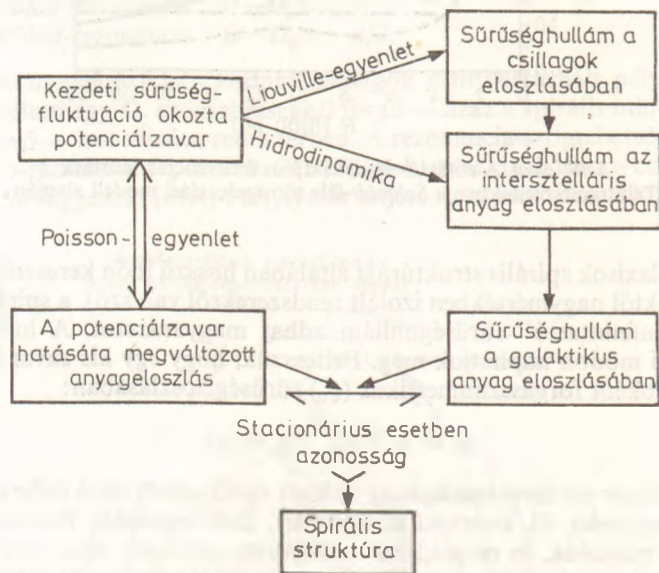 Kezdeti sűrűség-
fluktuáció okozta
potenciálzavar
Liouville-egyenlet
Hidrodinamika
Sűrűséghullám a
csillagok
eloszlásában
Sűrűséghullám az
intersztelláris
anyag eloszlásában
Poisson- egyenlet
A potenciálzavar
hatására megváltozott
anyageloszlás
Sűrűséghullám
a galaktikus
anyag eloszlásában
Stacionárius esetben
azonosság
Spirális
struktúra